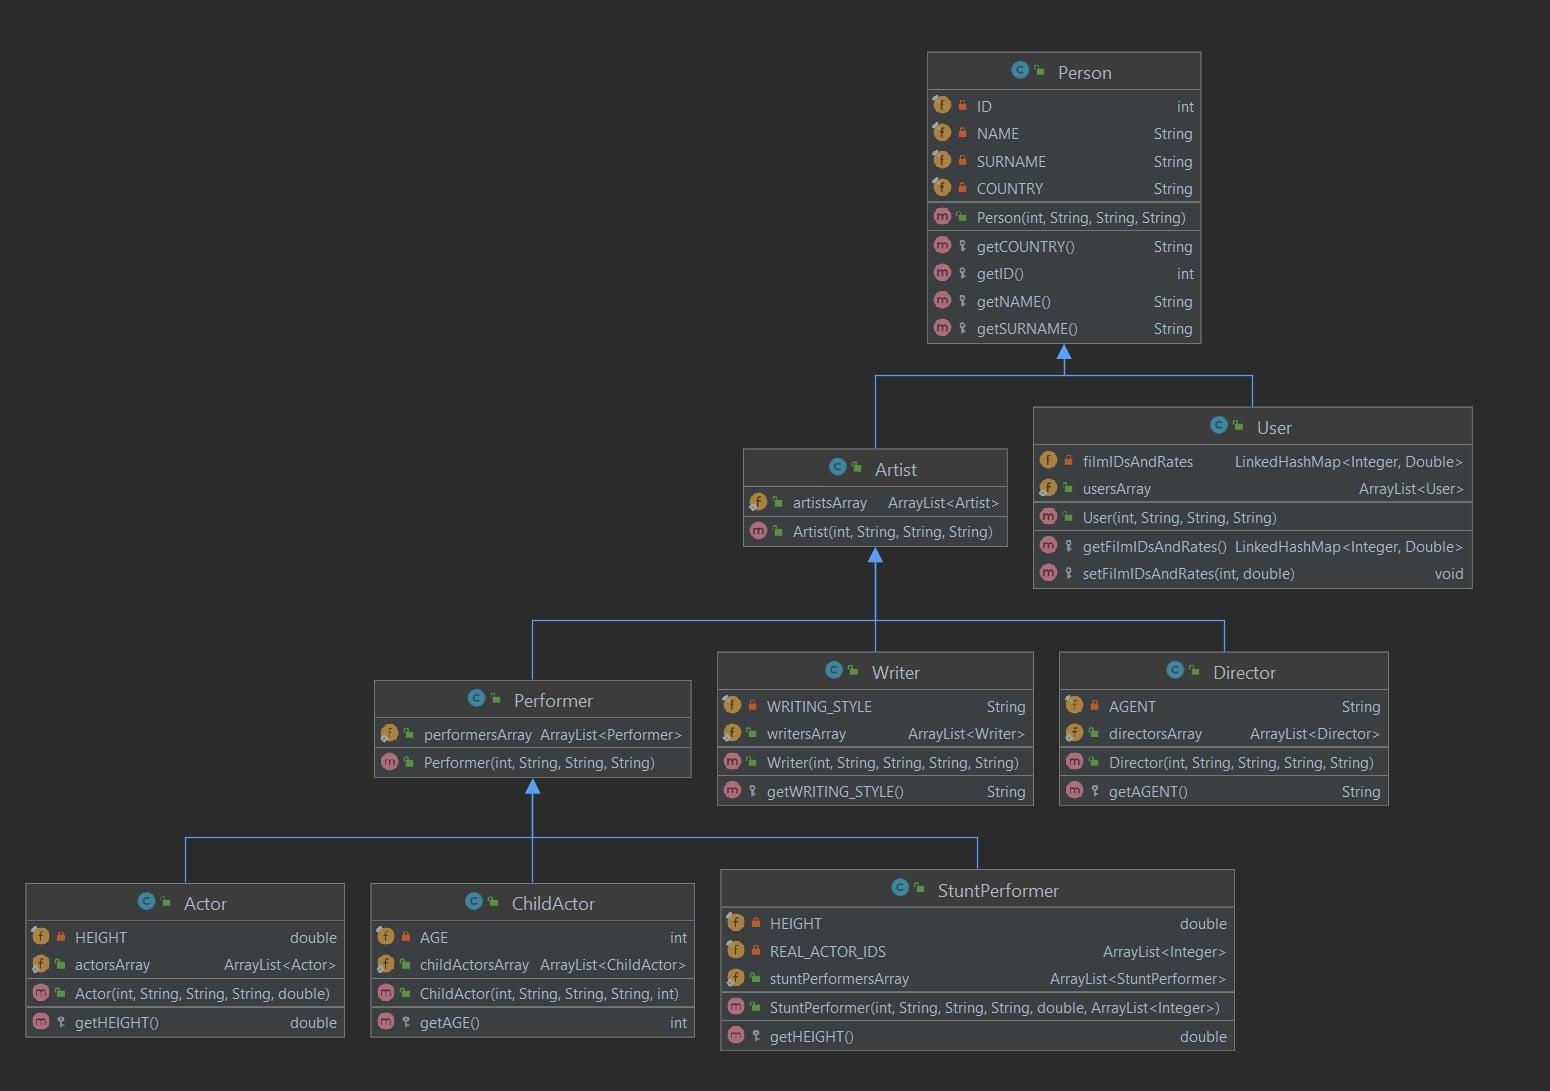 Person
ID int
NAME String
SURNAME String
COUNTRY String
Person(int, String, String, String)
getCOUNTRY() String
getID() int
getNAME() String
getSURNAME() String
User
filmIDsAndRates LinkedHashMap<Integer, Double>
usersArray ArrayList<User>
User(int, String, String, String)
getFilmIDsAndRates() LinkedHashMap<Integer, Double>
setFilmIDsAndRates(int, double) void
Artist
artistsArray ArrayList<Artist>
Artist(int, String, String, String)
Performer
performersArray ArrayList<Performer>
Performer(int, String, String, String)
Writer
WRITING_STYLE String
writersArray ArrayList<Writer>
Writer(int, String, String, String, String)
getWRITING_STYLE() String
Director
AGENT String
directorsArray ArrayList<Director>
Director(int, String, String, String, String)
getAGENT() String
Actor
HEIGHT double
actorsArray ArrayList<Actor>
Actor(int, String, String, String, double)
getHEIGHT() double
ChildActor
AGE int
childActorsArray ArrayList<ChildActor>
ChildActor(int, String, String, String, int)
getAGE() int
StuntPerformer
HEIGHT double
REAL_ACTOR_IDS ArrayList<Integer>
stuntPerformersArray ArrayList<StuntPerformer>
StuntPerformer(int, String, String, String, double, ArrayList<Integer>)
getHEIGHT() double